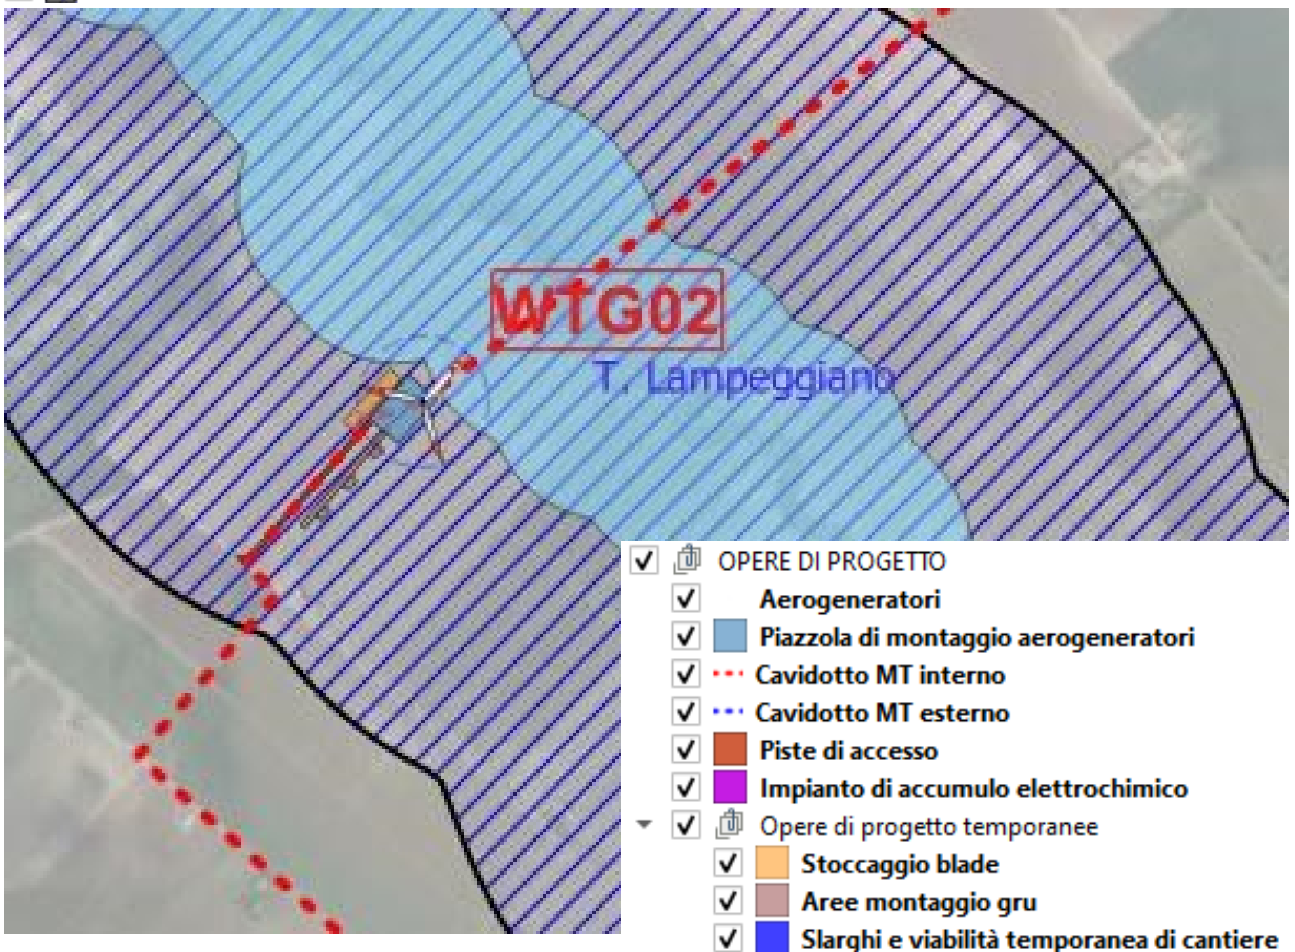 WTG02
T. Lampeggiano
OPERE DI PROGETTO
Aerogeneratori
Piazzola di montaggio aerogeneratori
Cavidotto MT interno
Cavidotto MT esterno
Piste di accesso
Impianto di accumulo elettrochimico
Opere di progetto temporanee
Stoccaggio blade
Aree montaggio gru
Slarghi e viabilità temporanea di cantiere